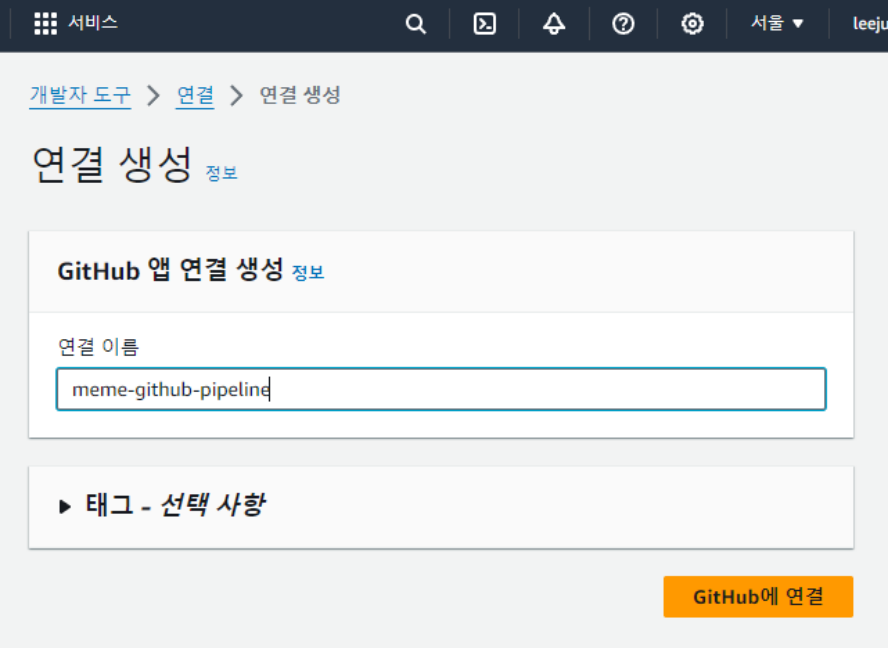 서비스 서울 ▼ leeju
개발자 도구 > 연결 > 연결 생성
연결 생성 정보
GitHub 앱 연결 생성 정보
연결 이름
meme-github-pipeline
▶ 태그 - 선택 사항
GitHub에 연결